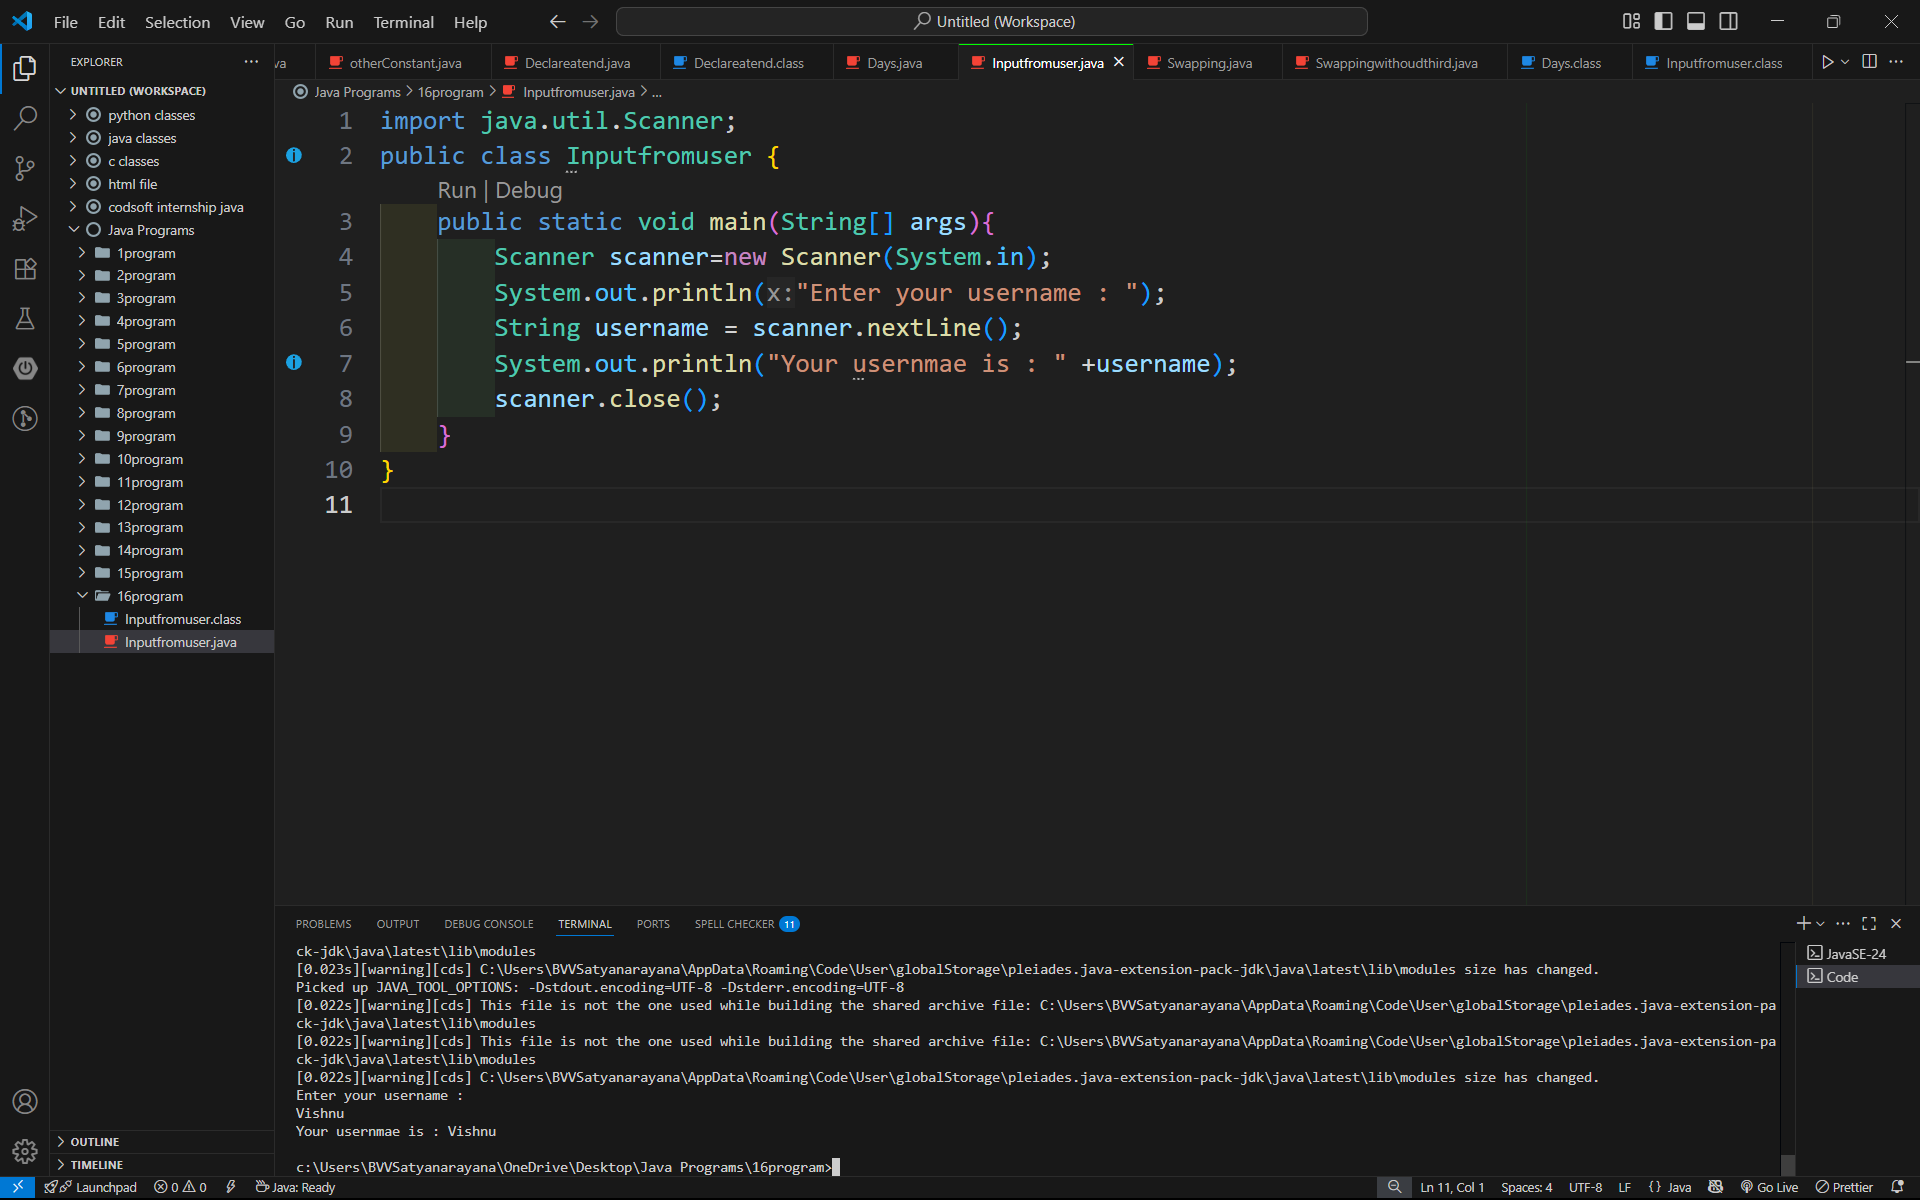 File Edit Selection View Go Run Terminal Help Untitled (Workspace)
EXPLORER
va otherConstant.java Declareatend.java Declareatend.class Days.java Inputfromuser.java Swapping.java Swappingwithoudthird.java Days.class Inputfromuser.class
UNTITLED (WORKSPACE)
python classes
java classes
c classes
html file
codsoft internship java
Java Programs
1program
2program
3program
4program
5program
6program
7program
8program
9program
10program
11program
12program
13program
14program
15program
16program
Inputfromuser.class
Inputfromuser.java
OUTLINE
TIMELINE
Java Programs > 16program > Inputfromuser.java > ...
1 import java.util.Scanner;
2 public class Inputfromuser {
Run | Debug
3 public static void main(String[] args){
4 Scanner scanner=new Scanner(System.in);
5 System.out.println(x:"Enter your username : ");
6 String username = scanner.nextLine();
7 System.out.println("Your usernmae is : " +username);
8 scanner.close();
9 }
10 }
11
PROBLEMS OUTPUT DEBUG CONSOLE TERMINAL PORTS SPELL CHECKER 11
ck-jdk\java\latest\lib\modules
[0.023s][warning][cds] C:\Users\BVVSatyanarayana\AppData\Roaming\Code\User\globalStorage\pleiades.java-extension-pack-jdk\java\latest\lib\modules size has changed.
Picked up JAVA_TOOL_OPTIONS: -Dstdout.encoding=UTF-8 -Dstderr.encoding=UTF-8
[0.022s][warning][cds] This file is not the one used while building the shared archive file: C:\Users\BVVSatyanarayana\AppData\Roaming\Code\User\globalStorage\pleiades.java-extension-pa
ck-jdk\java\latest\lib\modules
[0.022s][warning][cds] This file is not the one used while building the shared archive file: C:\Users\BVVSatyanarayana\AppData\Roaming\Code\User\globalStorage\pleiades.java-extension-pa
ck-jdk\java\latest\lib\modules
[0.022s][warning][cds] C:\Users\BVVSatyanarayana\AppData\Roaming\Code\User\globalStorage\pleiades.java-extension-pack-jdk\java\latest\lib\modules size has changed.
Enter your username :
Vishnu
Your usernmae is : Vishnu
c:\Users\BVVSatyanarayana\OneDrive\Desktop\Java Programs\16program>
JavaSE-24
Code
Launchpad 0 0 Java: Ready Ln 11, Col 1 Spaces: 4 UTF-8 LF {} Java Go Live Prettier